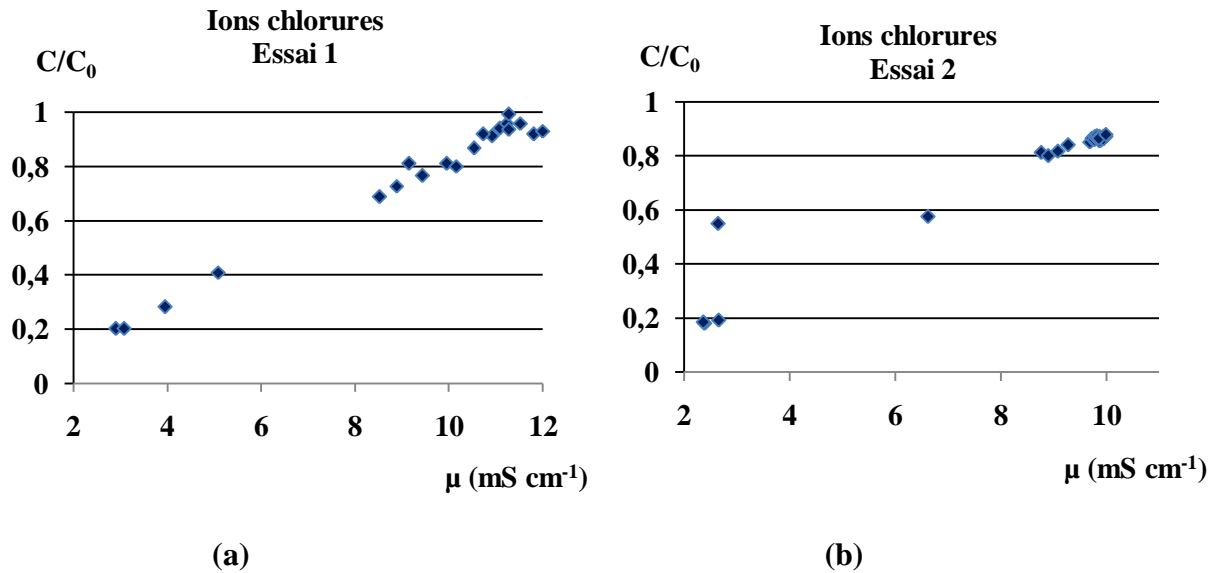 Ions chlorures
Essai 1
C/C₀
1
0,8
0,6
0,4
0,2
0
2 4 6 8 10 12
µ (mS cm⁻¹)
(a)
Ions chlorures
Essai 2
C/C₀
1
0,8
0,6
0,4
0,2
0
2 4 6 8 10
µ (mS cm⁻¹)
(b)